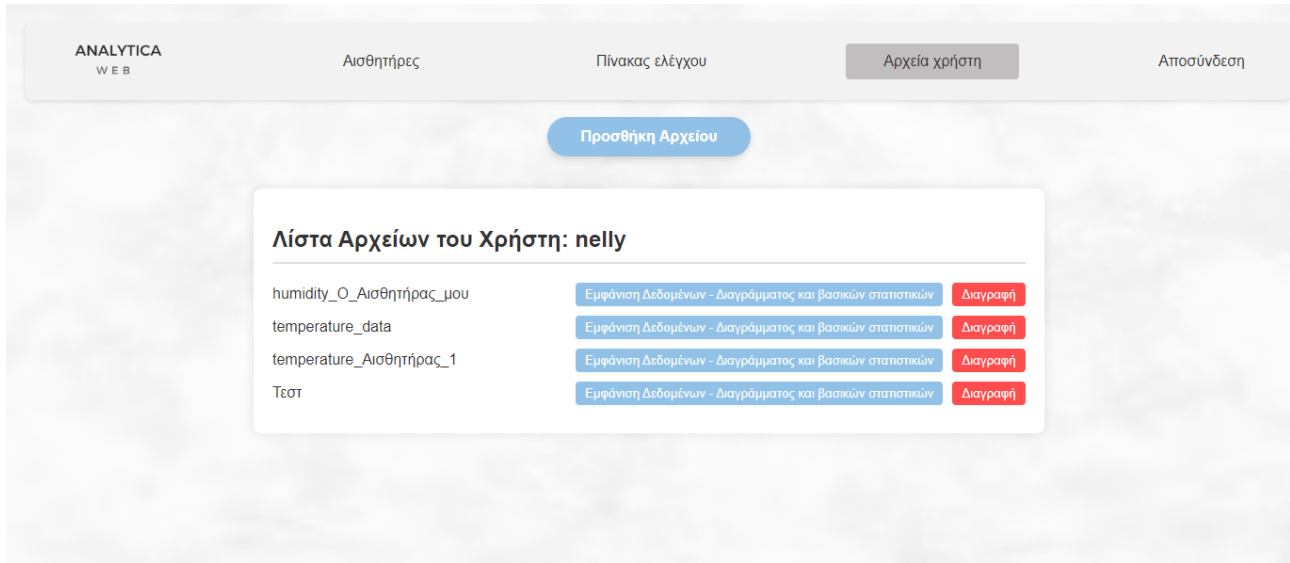 ANALYTICA
WEB
Αισθητήρες
Πίνακας ελέγχου
Αρχεία χρήστη
Αποσύνδεση
Προσθήκη Αρχείου
Λίστα Αρχείων του Χρήστη: nelly
humidity_Ο_Αισθητήρας_μου Εμφάνιση Δεδομένων - Διαγράμματος και βασικών στατιστικών Διαγραφή
temperature_data Εμφάνιση Δεδομένων - Διαγράμματος και βασικών στατιστικών Διαγραφή
temperature_Αισθητήρας_1 Εμφάνιση Δεδομένων - Διαγράμματος και βασικών στατιστικών Διαγραφή
Τεστ Εμφάνιση Δεδομένων - Διαγράμματος και βασικών στατιστικών Διαγραφή